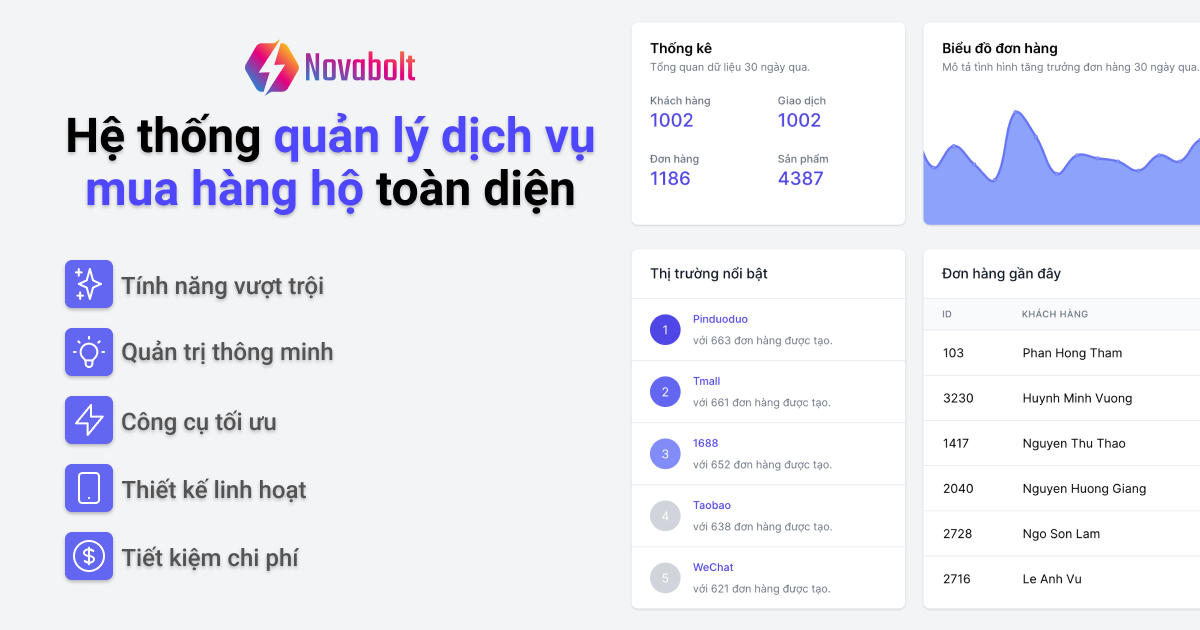 Novabolt
Hệ thống quản lý dịch vụ
mua hàng hộ toàn diện
Tính năng vượt trội
Quản trị thông minh
Công cụ tối ưu
Thiết kế linh hoạt
Tiết kiệm chi phí
Thống kê
Tổng quan dữ liệu 30 ngày qua.
Khách hàng
1002
Giao dịch
1002
Đơn hàng
1186
Sản phẩm
4387
Biểu đồ đơn hàng
Mô tả tình hình tăng trưởng đơn hàng 30 ngày qua.
Thị trường nổi bật
1
Pinduoduo
với 663 đơn hàng được tạo.
2
Tmall
với 661 đơn hàng được tạo.
3
1688
với 652 đơn hàng được tạo.
4
Taobao
với 638 đơn hàng được tạo.
5
WeChat
với 621 đơn hàng được tạo.
Đơn hàng gần đây
ID KHÁCH HÀNG
103 Phan Hong Tham
3230 Huynh Minh Vuong
1417 Nguyen Thu Thao
2040 Nguyen Huong Giang
2728 Ngo Son Lam
2716 Le Anh Vu